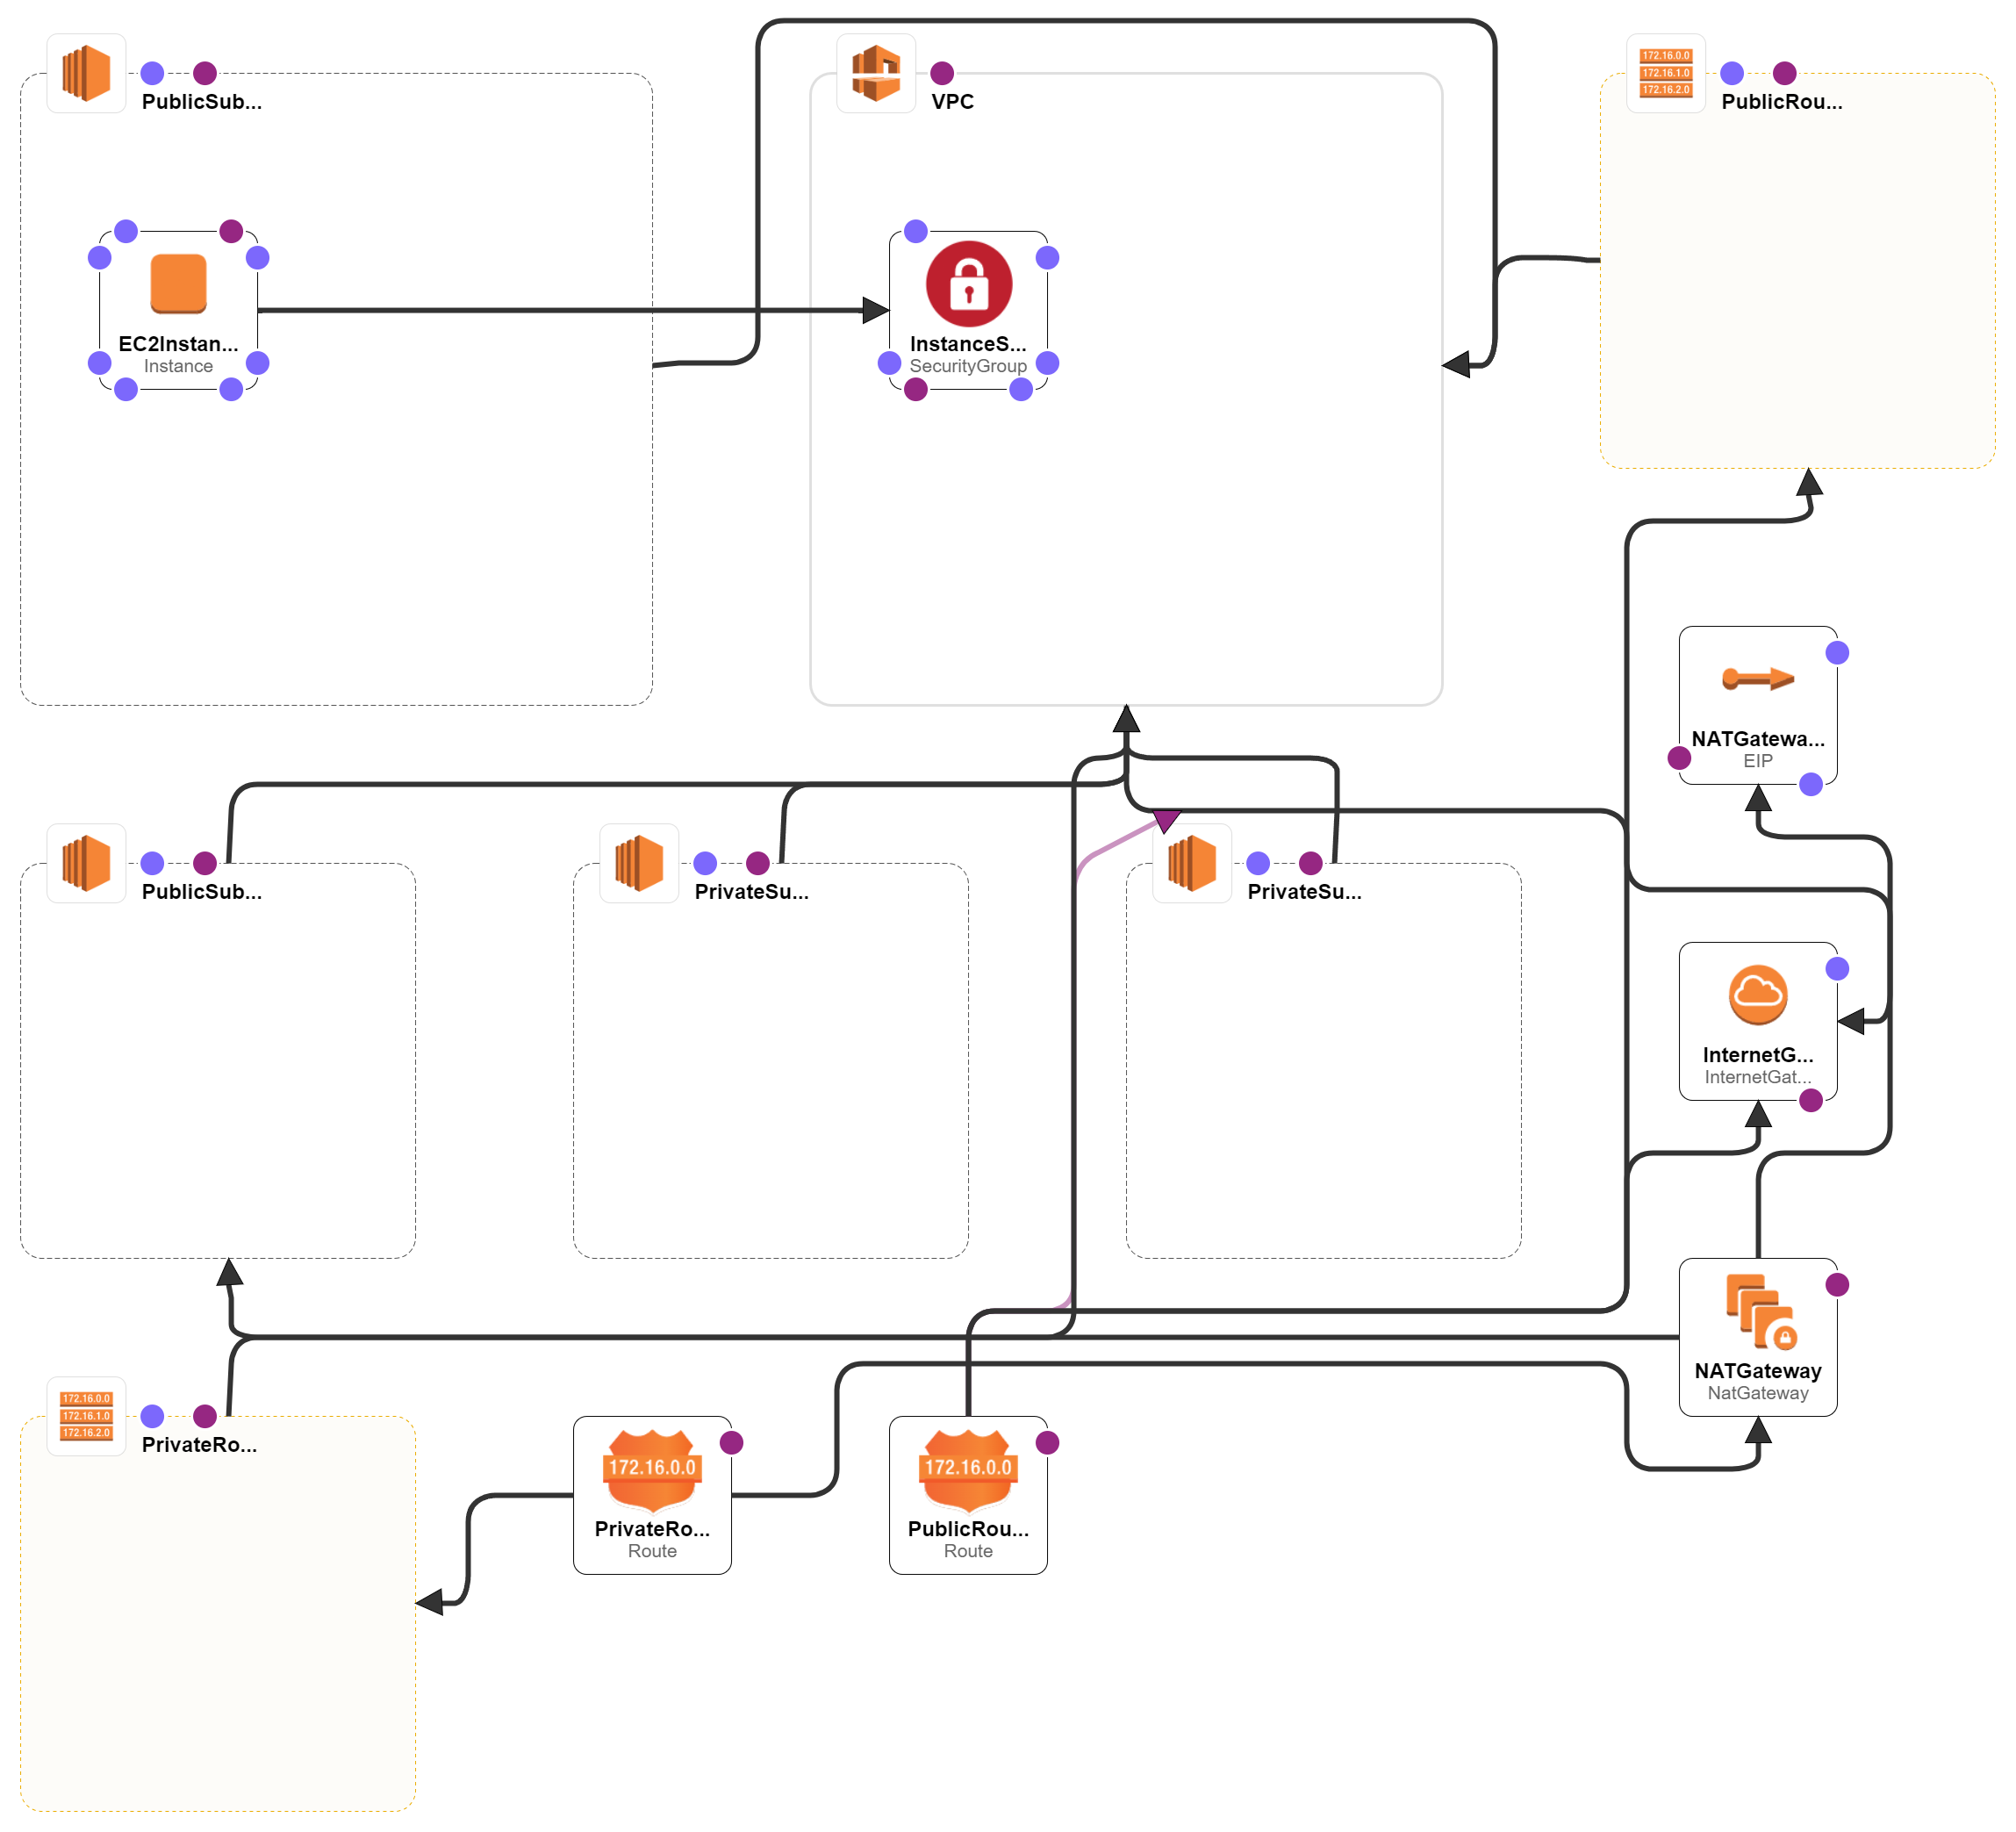 PublicSub...
VPC
172.16.0.0
172.16.1.0
172.16.2.0
PublicRou...
EC2Instan...
Instance
InstanceS...
SecurityGroup
NATGatewa...
EIP
PublicSub...
PrivateSu...
PrivateSu...
InternetG...
InternetGat...
NATGateway
NatGateway
172.16.0.0
172.16.1.0
172.16.2.0
PrivateRo...
172.16.0.0
PrivateRo...
Route
172.16.0.0
PublicRou...
Route